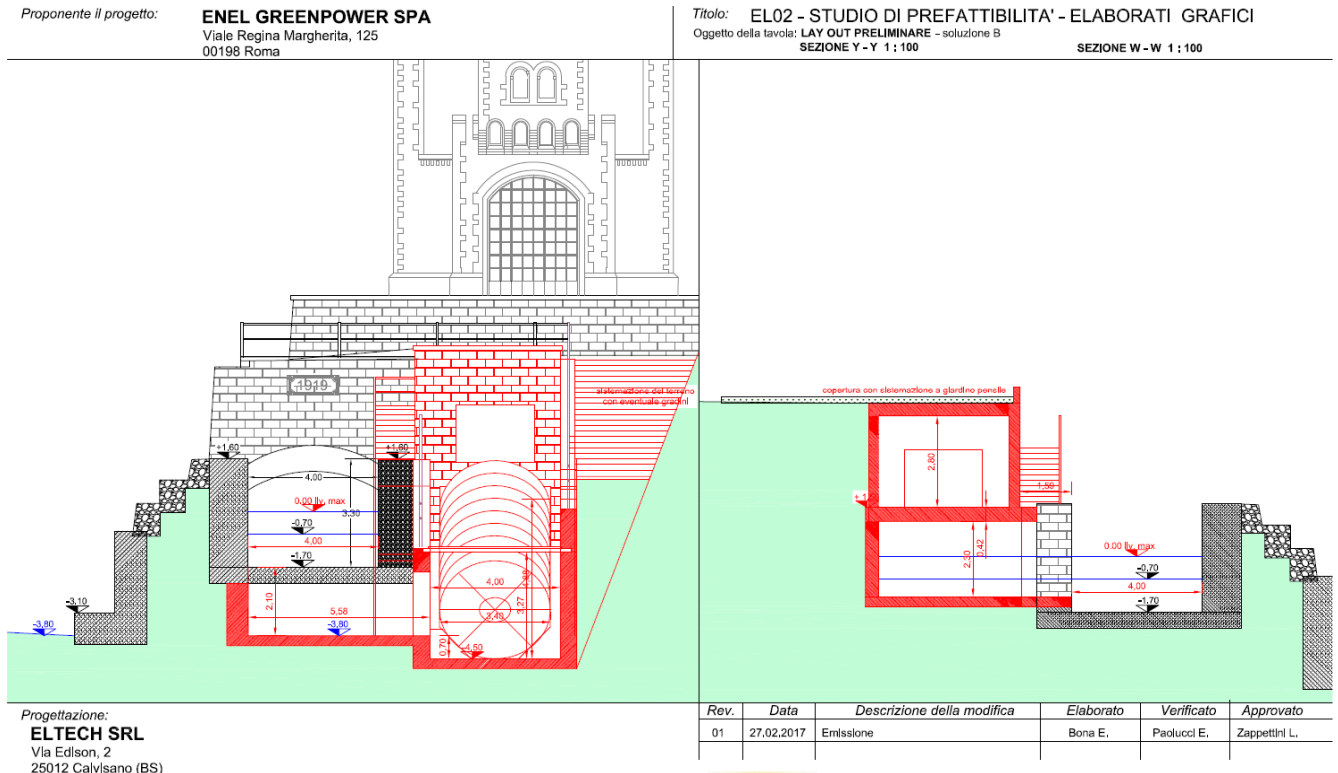 Proponente il progetto:
ENEL GREENPOWER SPA
Viale Regina Margherita, 125
00198 Roma
Titolo: EL02 - STUDIO DI PREFATTIBILITA' - ELABORATI GRAFICI
Oggetto della tavola: LAY OUT PRELIMINARE - soluzione B
SEZIONE Y - Y 1 : 100
SEZIONE W - W 1 : 100
1919
sistemazione del terreno
con eventuale gradini
+1,60
+1,60
4,00
0.00 liv. max
3,30
-0,70
4,00
-1,70
2,10
5,58
-3,10
-3,80
-3,80
4,00
3,27
3,40
0,70
-4,50
copertura con sistemazione a giardino pensile
2,80
1,50
2,30
0,42
0.00 liv. max
-0,70
4,00
-1,70
Progettazione:
ELTECH SRL
Via Edison, 2
25012 Calvisano (BS)
Rev. Data Descrizione della modifica Elaborato Verificato Approvato
01 27.02.2017 Emissione Bona E. Paolucci E. Zappettini L.